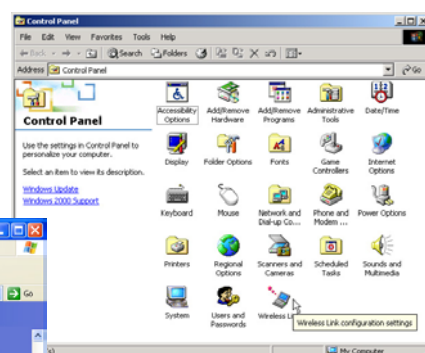 Control Panel
File Edit View Favorites Tools Help
Back Search Folders
Address Control Panel Go
Control Panel
Use the settings in Control Panel to
personalize your computer.
Select an item to view its description.
Windows Update
Windows 2000 Support
Accessibility Options
Add/Remove Hardware
Add/Remove Programs
Administrative Tools
Date/Time
Display
Folder Options
Fonts
Game Controllers
Internet Options
Keyboard
Mouse
Network and Dial-up Co...
Phone and Modem ...
Power Options
Printers
Regional Options
Scanners and Cameras
Scheduled Tasks
Sounds and Multimedia
System
Users and Passwords
Wireless Li
Wireless Link configuration settings
My Computer
Go